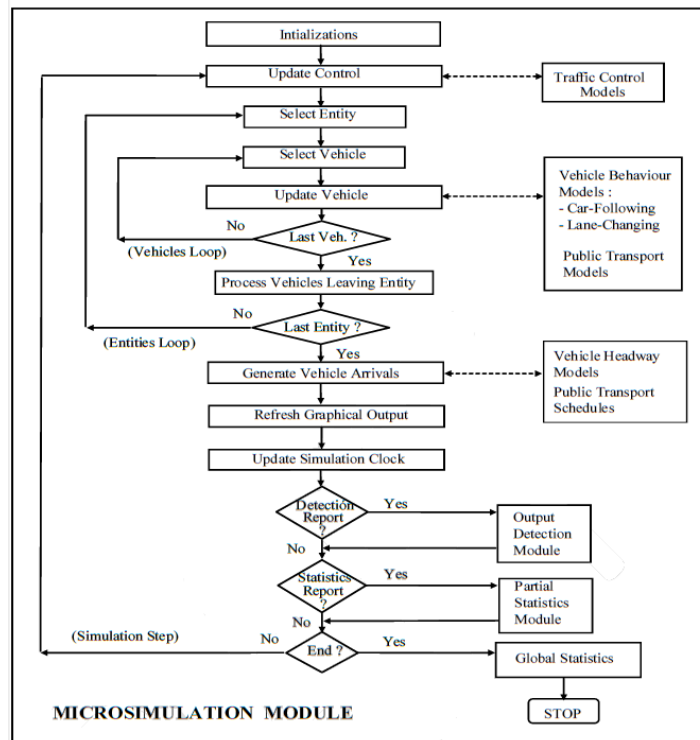 Intializations
Update Control
Traffic Control
Models
Select Entity
Select Vehicle
Vehicle Behaviour
Models :
- Car-Following
- Lane-Changing
Public Transport
Models
Update Vehicle
No
Last Veh. ?
(Vehicles Loop)
Yes
Process Vehicles Leaving Entity
No
Last Entity ?
(Entities Loop)
Yes
Vehicle Headway
Models
Public Transport
Schedules
Generate Vehicle Arrivals
Refresh Graphical Output
Update Simulation Clock
Detection
Report
?
Yes
Output
Detection
Module
No
Statistics
Report
?
Yes
Partial
Statistics
Module
No
(Simulation Step)
No
End ?
Yes
Global Statistics
MICROSIMULATION MODULE
STOP